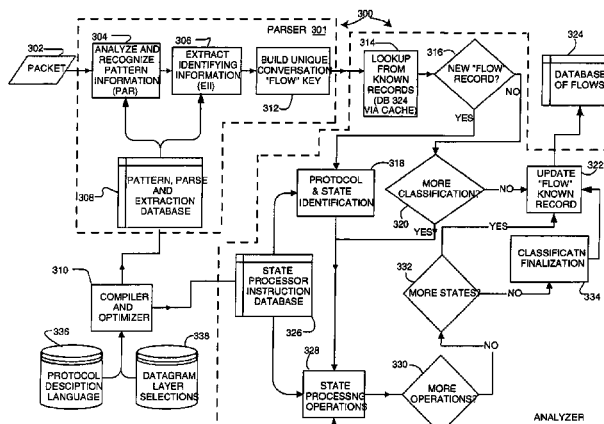 PARSER 301
300
302
PACKET
304
ANALYZE AND
RECOGNIZE
PATTERN
INFORMATION
(PAR)
306
EXTRACT
IDENTIFYING
INFORMATION
(EII)
BUILD UNIQUE
CONVERSATION
"FLOW" KEY
312
314
LOOKUP
FROM
KNOWN
RECORDS
(DB 324
VIA CACHE)
316
NEW "FLOW
RECORD?
NO
YES
324
DATABASE
OF FLOWS
308
PATTERN, PARSE
AND
EXTRACTION
DATABASE
318
PROTOCOL
& STATE
IDENTIFICATION
MORE
CLASSIFICATION?
320
NO
YES
UPDATE
"FLOW"
KNOWN
RECORD
322
YES
310
COMPILER
AND
OPTIMIZER
STATE
PROCESSOR
INSTRUCTION
DATABASE
326
332
MORE STATES?
NO
CLASSIFICATN
FINALIZATION
334
336
PROTOCOL
DESCIPTION
LANGUAGE
338
DATAGRAM
LAYER
SELECTIONS
328
STATE
PROCESSNG
OPERATIONS
330
MORE
OPERATIONS?
NO
ANALYZER